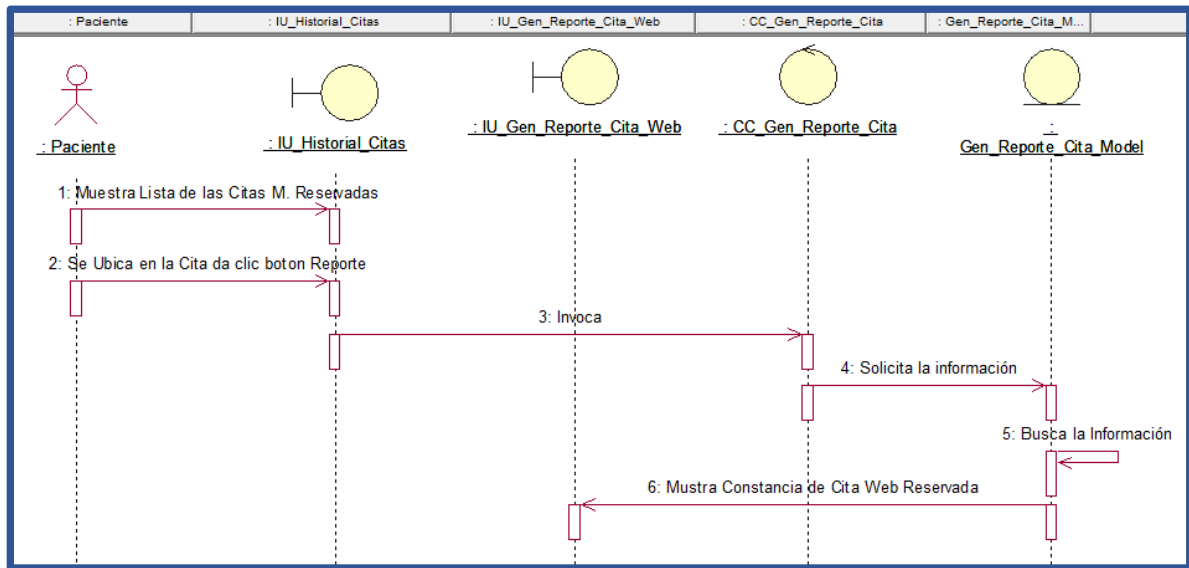 : Paciente
: IU_Historial_Citas
: IU_Gen_Reporte_Cita_Web
: CC_Gen_Reporte_Cita
: Gen_Reporte_Cita_M...
: Paciente
: IU_Historial_Citas
: IU_Gen_Reporte_Cita_Web
: CC_Gen_Reporte_Cita
:
Gen_Reporte_Cita_Model
1: Muestra Lista de las Citas M. Reservadas
2: Se Ubica en la Cita da clic boton Reporte
3: Invoca
4: Solicita la información
5: Busca la Información
6: Mustra Constancia de Cita Web Reservada